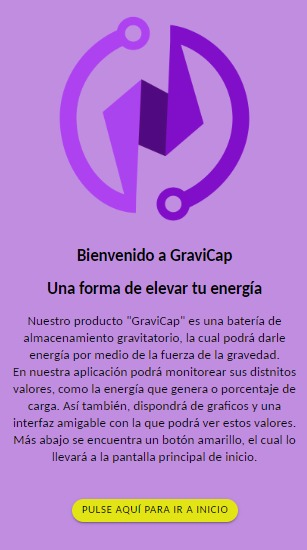 Bienvenido a GraviCap
Una forma de elevar tu energía
Nuestro producto "GraviCap" es una batería de
almacenamiento gravitatorio, la cual podrá darle
energía por medio de la fuerza de la gravedad.
En nuestra aplicación podrá monitorear sus distnitos
valores, como la energía que genera o porcentaje de
carga. Así también, dispondrá de graficos y una
interfaz amigable con la que podrá ver estos valores.
Más abajo se encuentra un botón amarillo, el cual lo
llevará a la pantalla principal de inicio.
PULSE AQUÍ PARA IR A INICIO